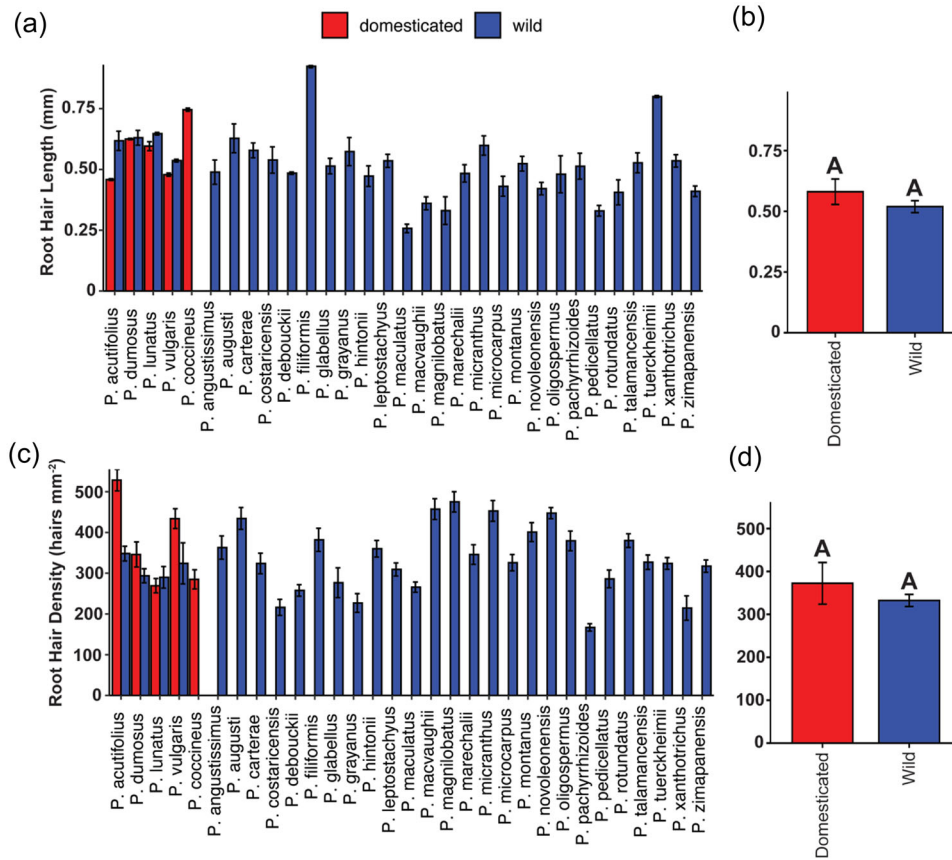 (a)
domesticated
wild
(b)
Root Hair Length (mm)
0.75
0.50
0.25
0
P. acutifolius
P. dumosus
P. lunatus
P. vulgaris
P. coccineus
P. angustissimus
P. augusti
P. carterae
P. costaricensis
P. debouckii
P. filiformis
P. glabellus
P. grayanus
P. hintonii
P. leptostachyus
P. maculatus
P. macvaughii
P. magnilobatus
P. marechalii
P. micranthus
P. microcarpus
P. montanus
P. novoleonensis
P. oligospermus
P. pachyrrhizoides
P. pedicellatus
P. rotundatus
P. talamancensis
P. tuerckheimii
P. xanthotrichus
P. zimapanensis
0.75
0.50
0.25
0
A
A
Domesticated
Wild
(c)
(d)
Root Hair Density (hairs mm⁻²)
500
400
300
200
100
0
P. acutifolius
P. dumosus
P. lunatus
P. vulgaris
P. coccineus
P. angustissimus
P. augusti
P. carterae
P. costaricensis
P. debouckii
P. filiformis
P. glabellus
P. grayanus
P. hintonii
P. leptostachyus
P. maculatus
P. macvaughii
P. magnilobatus
P. marechalii
P. micranthus
P. microcarpus
P. montanus
P. novoleonensis
P. oligospermus
P. pachyrrhizoides
P. pedicellatus
P. rotundatus
P. talamancensis
P. tuerckheimii
P. xanthotrichus
P. zimapanensis
500
400
300
200
100
0
A
A
Domesticated
Wild